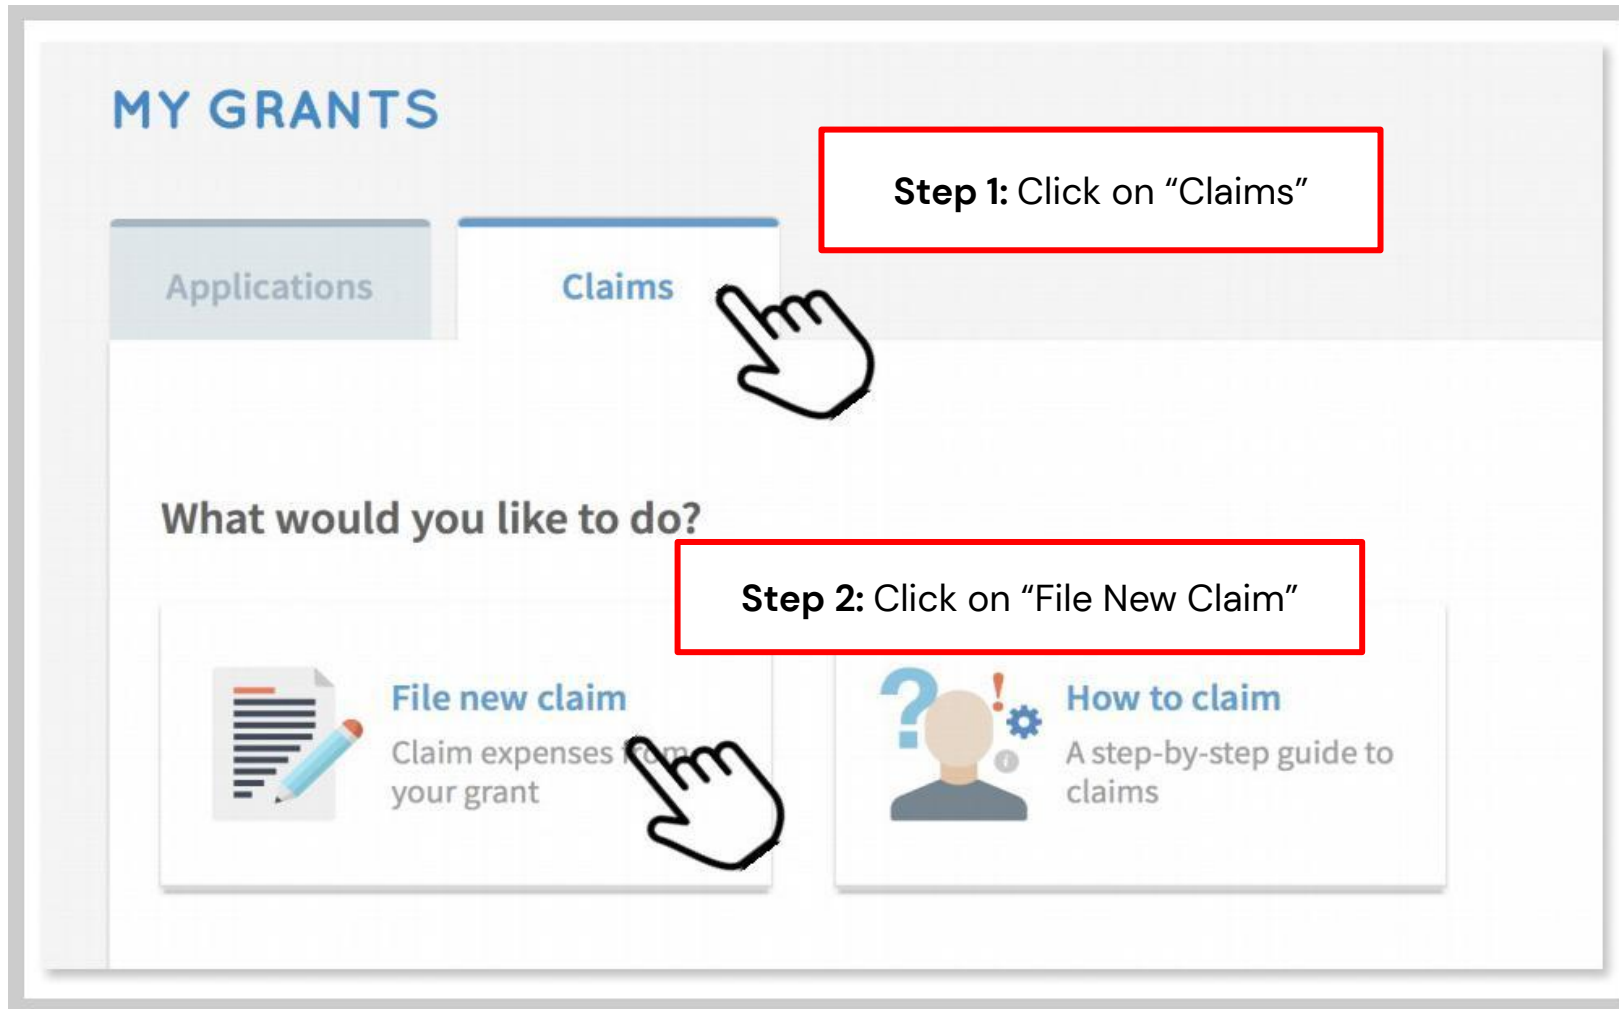 MY GRANTS
Step 1: Click on “Claims”
Applications
Claims
What would you like to do?
Step 2: Click on “File New Claim”
File new claim
Claim expenses from
your grant
How to claim
A step-by-step guide to
claims